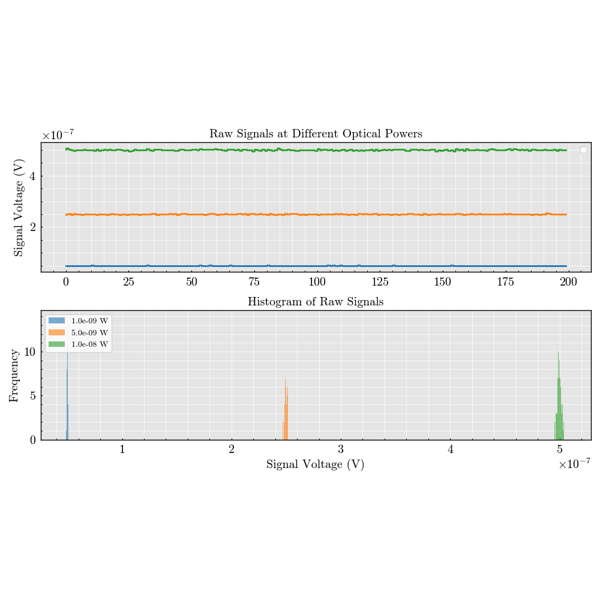 Raw Signals at Different Optical Powers
×10⁻⁷
Signal Voltage (V)
4
2
0 25 50 75 100 125 150 175 200
Histogram of Raw Signals
1.0e-09 W
5.0e-09 W
1.0e-08 W
Frequency
10
5
0
1 2 3 4 5
Signal Voltage (V)
×10⁻⁷